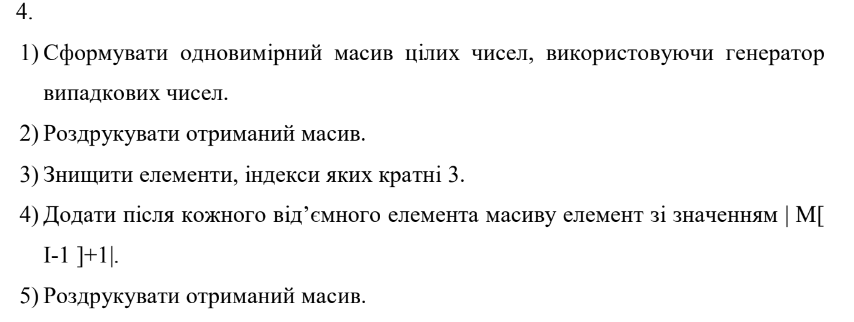 4.
1) Сформувати одновимірний масив цілих чисел, використовуючи генератор
випадкових чисел.
2) Роздрукувати отриманий масив.
3) Знищити елементи, індекси яких кратні 3.
4) Додати після кожного від’ємного елемента масиву елемент зі значенням | M[
I-1 ]+1|.
5) Роздрукувати отриманий масив.